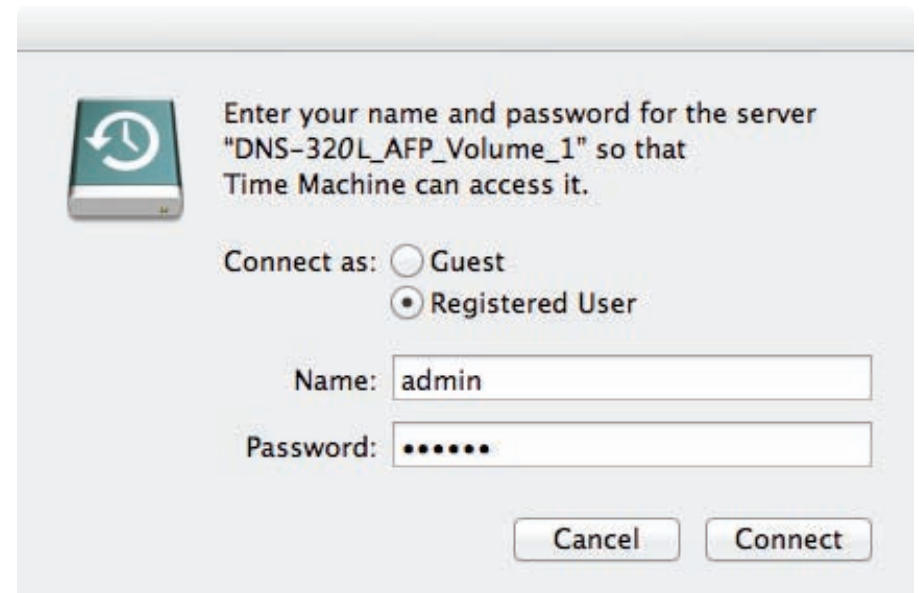 Enter your name and password for the server
“DNS-320L_AFP_Volume_1” so that
Time Machine can access it.
Connect as: Guest
Registered User
Name: admin
Password: ••••••
Cancel Connect